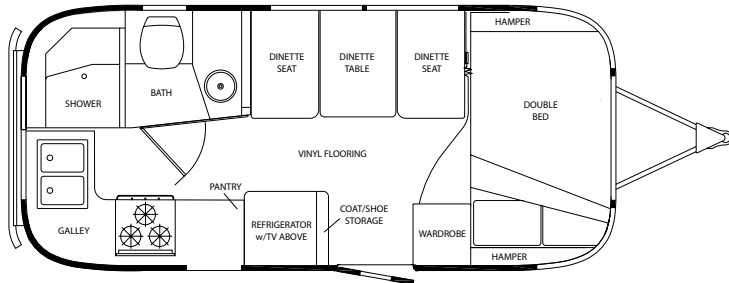 HAMPER
DINETTE
SEAT
DINETTE
TABLE
DINETTE
SEAT
SHOWER
BATH
DOUBLE
BED
VINYL FLOORING
PANTRY
COAT/SHOE
STORAGE
GALLEY
REFRIGERATOR
w/TV ABOVE
WARDROBE
HAMPER